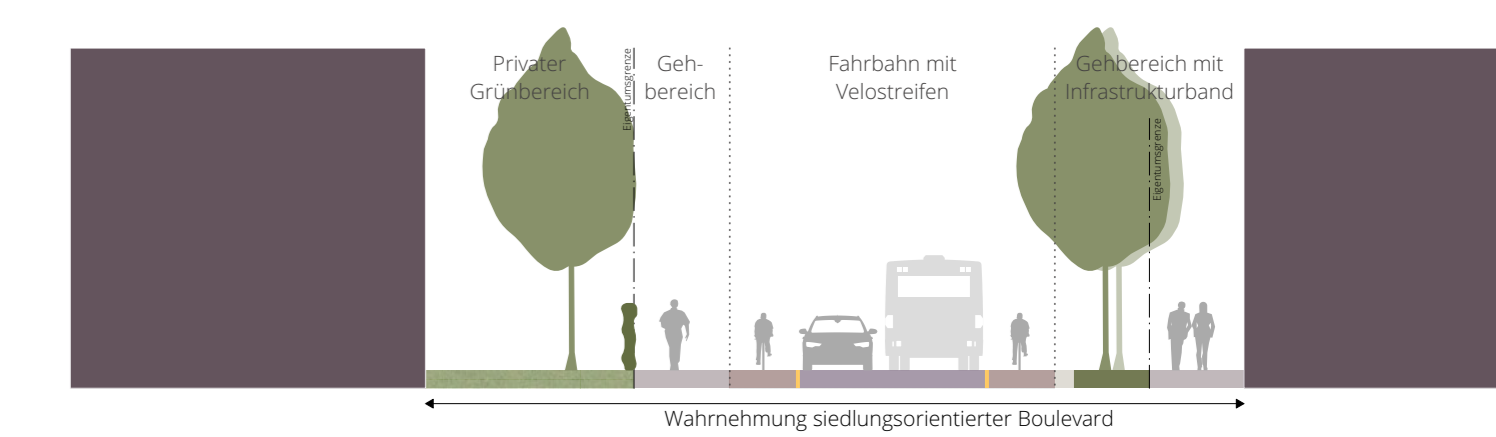 Privater
Grünbereich
Eigentumsgrenze
Geh-
bereich
Fahrbahn mit
Velostreifen
Gehbereich mit
Infrastrukturband
Eigentumsgrenze
Wahrnehmung siedlungsorientierter Boulevard